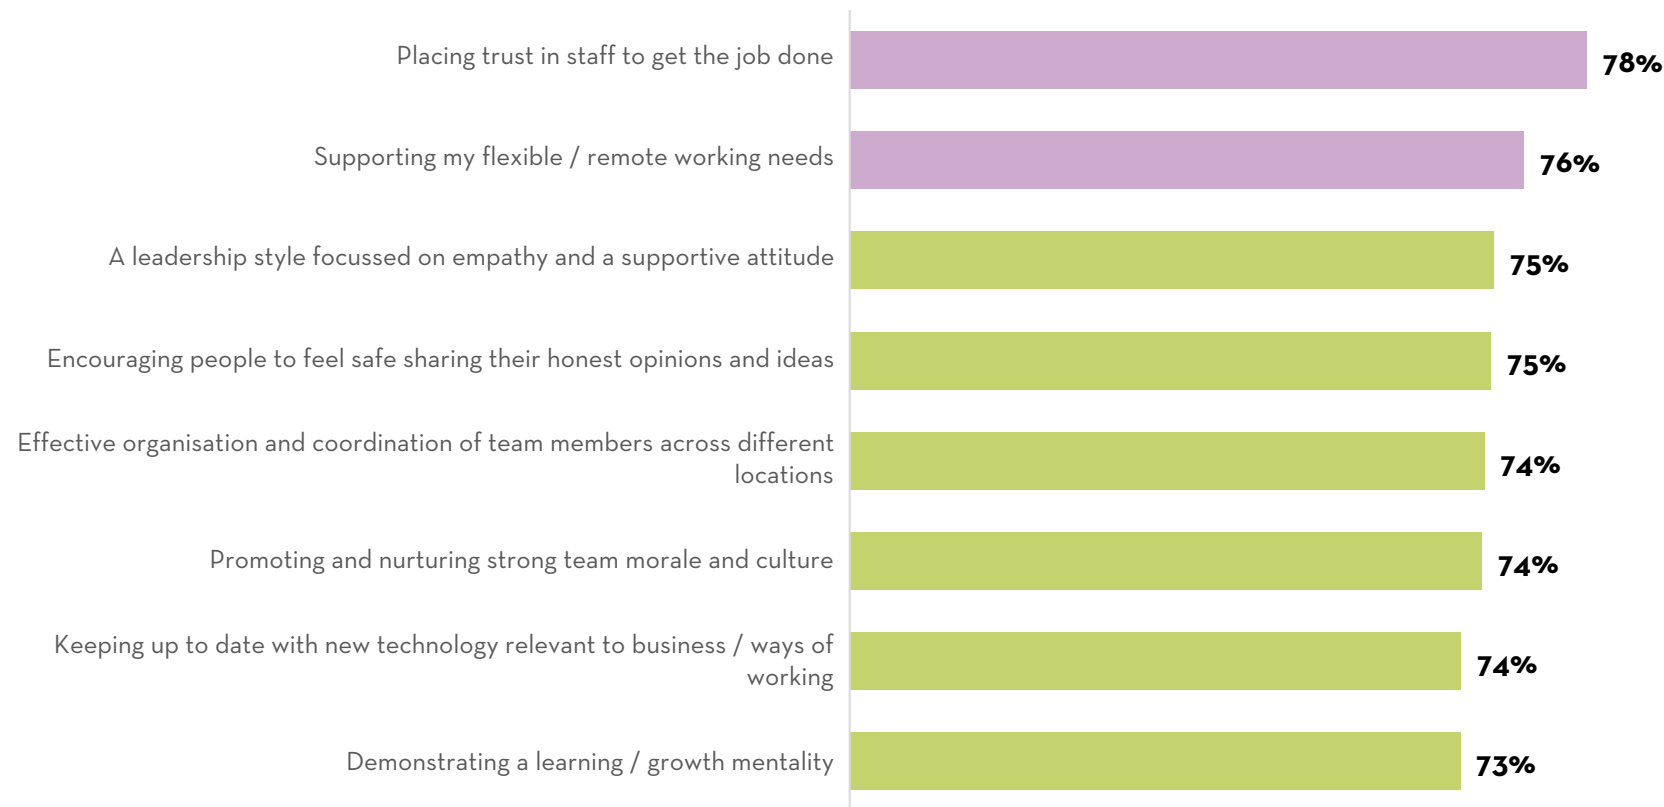 Placing trust in staff to get the job done
78%
Supporting my flexible / remote working needs
76%
A leadership style focussed on empathy and a supportive attitude
75%
Encouraging people to feel safe sharing their honest opinions and ideas
75%
Effective organisation and coordination of team members across different
locations
74%
Promoting and nurturing strong team morale and culture
74%
Keeping up to date with new technology relevant to business / ways of
working
74%
Demonstrating a learning / growth mentality
73%